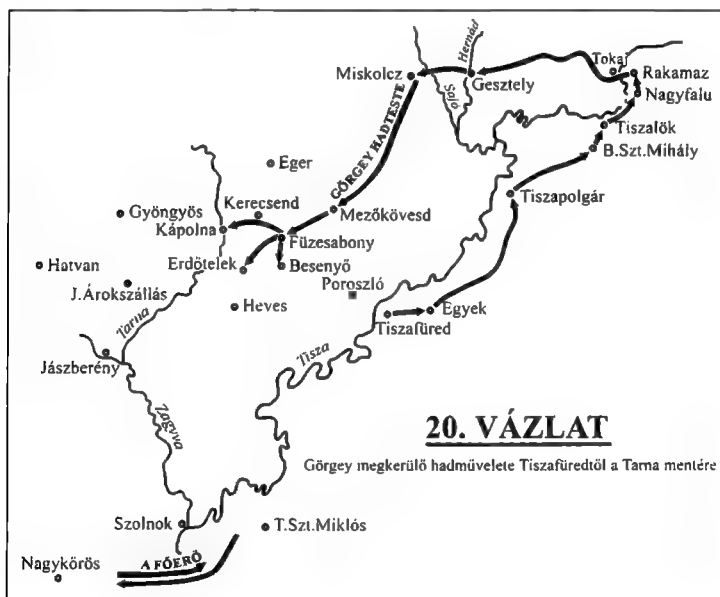 Hernád
Tokaj
Miskolcz
Gesztely
Rakamaz
Nagyfalu
Sajó
Tiszalök
B.Szt.Mihály
GÖRGEY HADTESTE
Eger
Tiszapolgár
Gyöngyös
Kerecsend
Mezőkövesd
Kápolna
Füzesabony
Hatvan
Erdőtelek
Besenyő
J.Árokszállás
Poroszló
Heves
Egyek
Tiszafüred
Tarna
Tisza
Jászberény
Zagyva
20. VÁZLAT
Görgey megkerülő hadművelete Tiszafüredtől a Tarna mentére
Szolnok
T.Szt.Miklós
Nagykőrös
A FŐERŐ